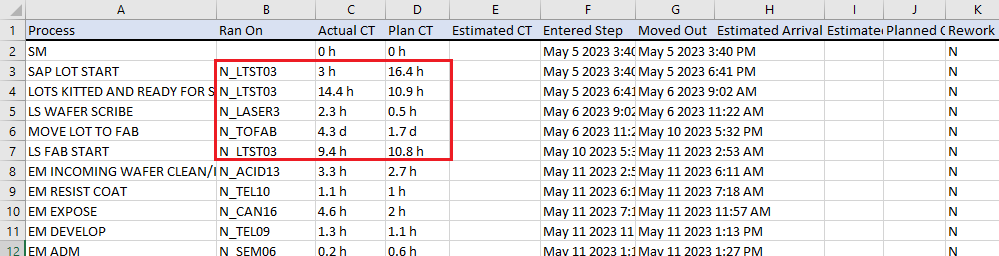 A B C D E F G H I J K
1 Process Ran On Actual CT Plan CT Estimated CT Entered Step Moved Out Estimated Arrival Estimated Planned Rework
2 SM 0 h 0 h May 5 2023 3:40 May 5 2023 3:40 PM N
3 SAP LOT START N_LTST03 3 h 16.4 h May 5 2023 3:40 May 5 2023 6:41 PM N
4 LOTS KITTED AND READY FOR S N_LTST03 14.4 h 10.9 h May 5 2023 6:41 May 6 2023 9:02 AM N
5 LS WAFER SCRIBE N_LASER3 2.3 h 0.5 h May 6 2023 9:02 May 6 2023 11:22 AM N
6 MOVE LOT TO FAB N_TOFAB 4.3 d 1.7 d May 6 2023 11:2 May 10 2023 5:32 PM N
7 LS FAB START N_LTST03 9.4 h 10.8 h May 10 2023 5:3 May 11 2023 2:53 AM N
8 EM INCOMING WAFER CLEAN/ N_ACID13 3.3 h 2.7 h May 11 2023 2:5 May 11 2023 6:11 AM N
9 EM RESIST COAT N_TEL10 1.1 h 1 h May 11 2023 6:1 May 11 2023 7:18 AM N
10 EM EXPOSE N_CAN16 4.6 h 2 h May 11 2023 7:1 May 11 2023 11:57 AM N
11 EM DEVELOP N_TEL09 1.3 h 1.1 h May 11 2023 11: May 11 2023 1:13 PM N
12 EM ADM N_SEM06 0.2 h 0.6 h May 11 2023 1:1 May 11 2023 1:27 PM N